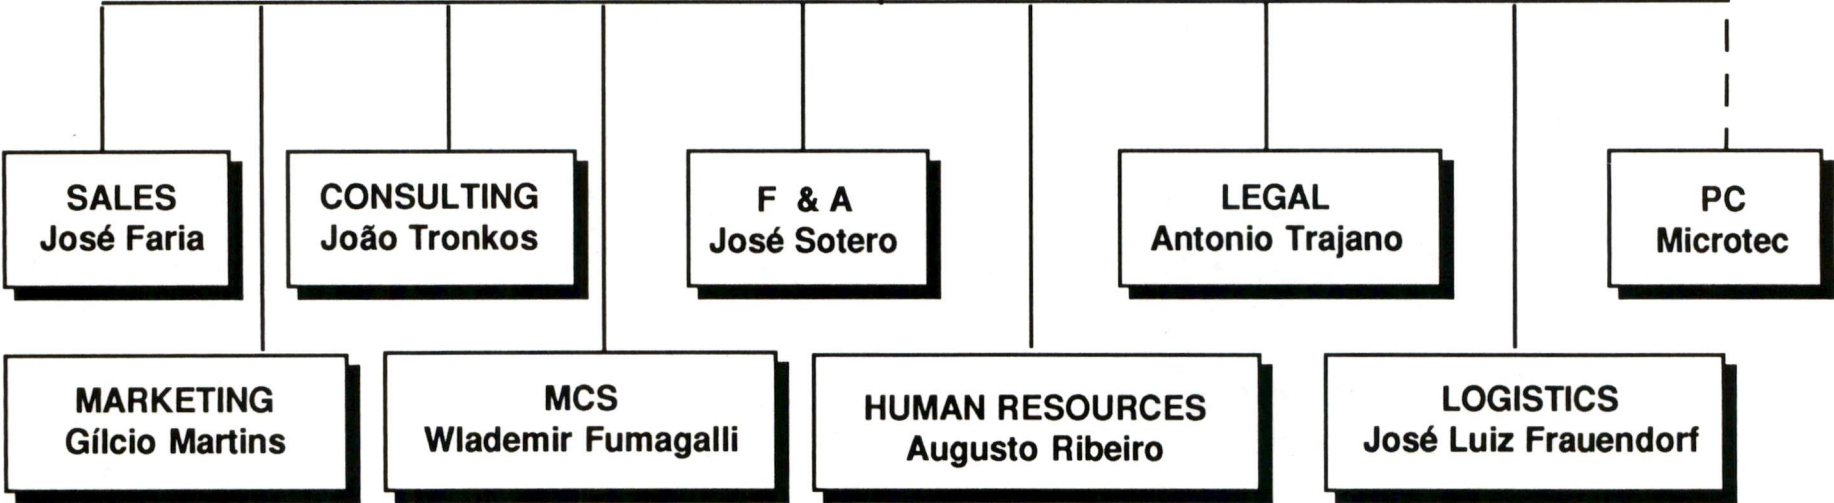 SALES
José Faria
CONSULTING
João Tronkos
F & A
José Sotero
LEGAL
Antonio Trajano
PC
Microtec
MARKETING
Gílcio Martins
MCS
Wlademir Fumagalli
HUMAN RESOURCES
Augusto Ribeiro
LOGISTICS
José Luiz Frauendorf